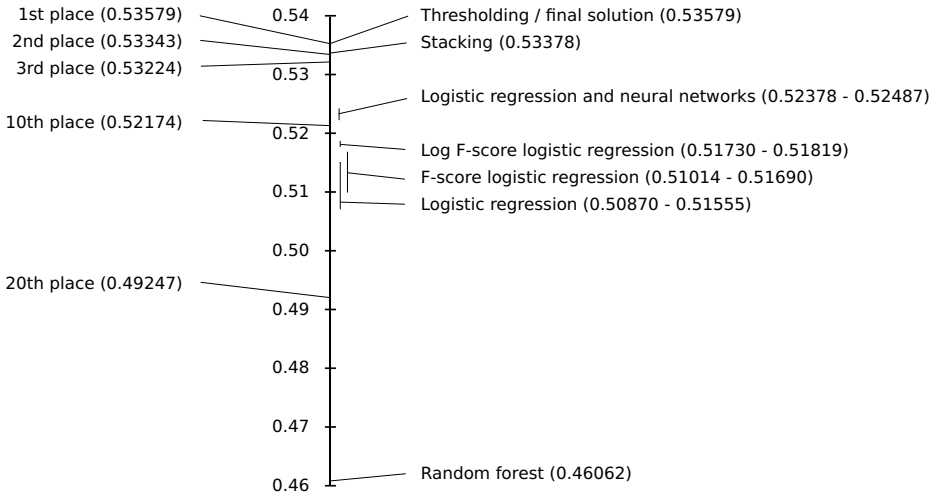 1st place (0.53579)
2nd place (0.53343)
3rd place (0.53224)
10th place (0.52174)
20th place (0.49247)
0.54
0.53
0.52
0.51
0.50
0.49
0.48
0.47
0.46
Thresholding / final solution (0.53579)
Stacking (0.53378)
Logistic regression and neural networks (0.52378 - 0.52487)
Log F-score logistic regression (0.51730 - 0.51819)
F-score logistic regression (0.51014 - 0.51690)
Logistic regression (0.50870 - 0.51555)
Random forest (0.46062)